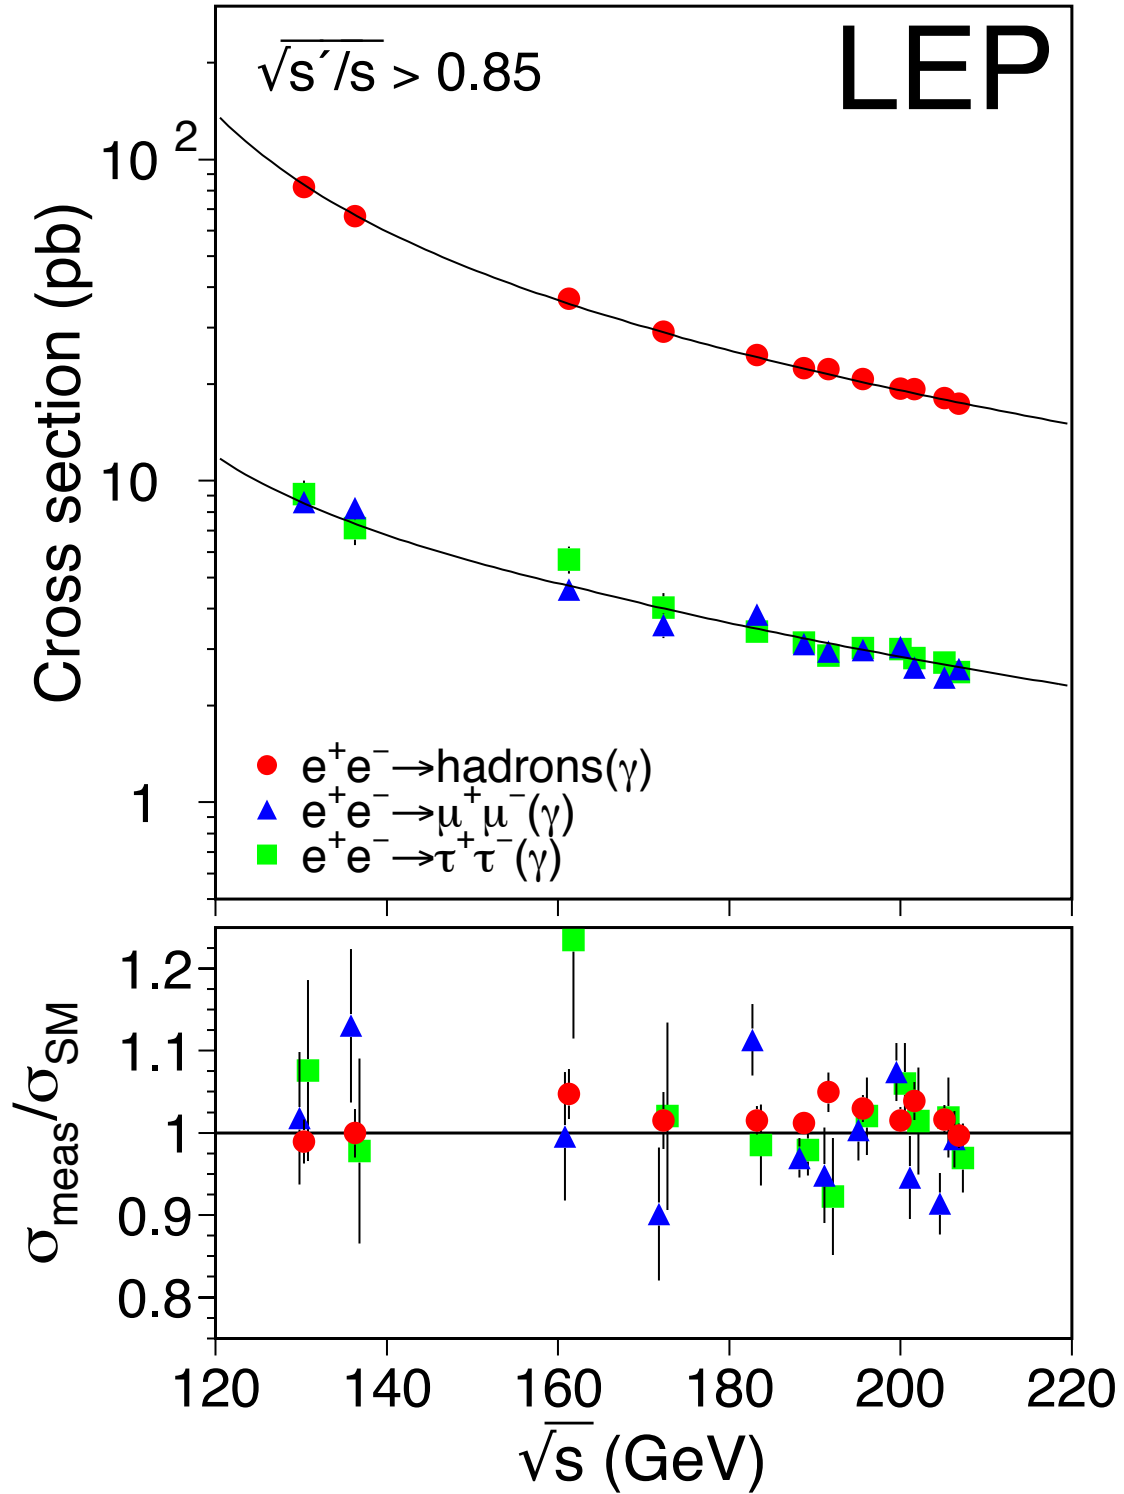 √s´/s > 0.85
LEP
Cross section (pb)
10²
10
1
e⁺e⁻→hadrons(γ)
e⁺e⁻→μ⁺μ⁻(γ)
e⁺e⁻→τ⁺τ⁻(γ)
σmeas/σSM
1.2
1.1
1
0.9
0.8
120 140 160 180 200 220
√s (GeV)